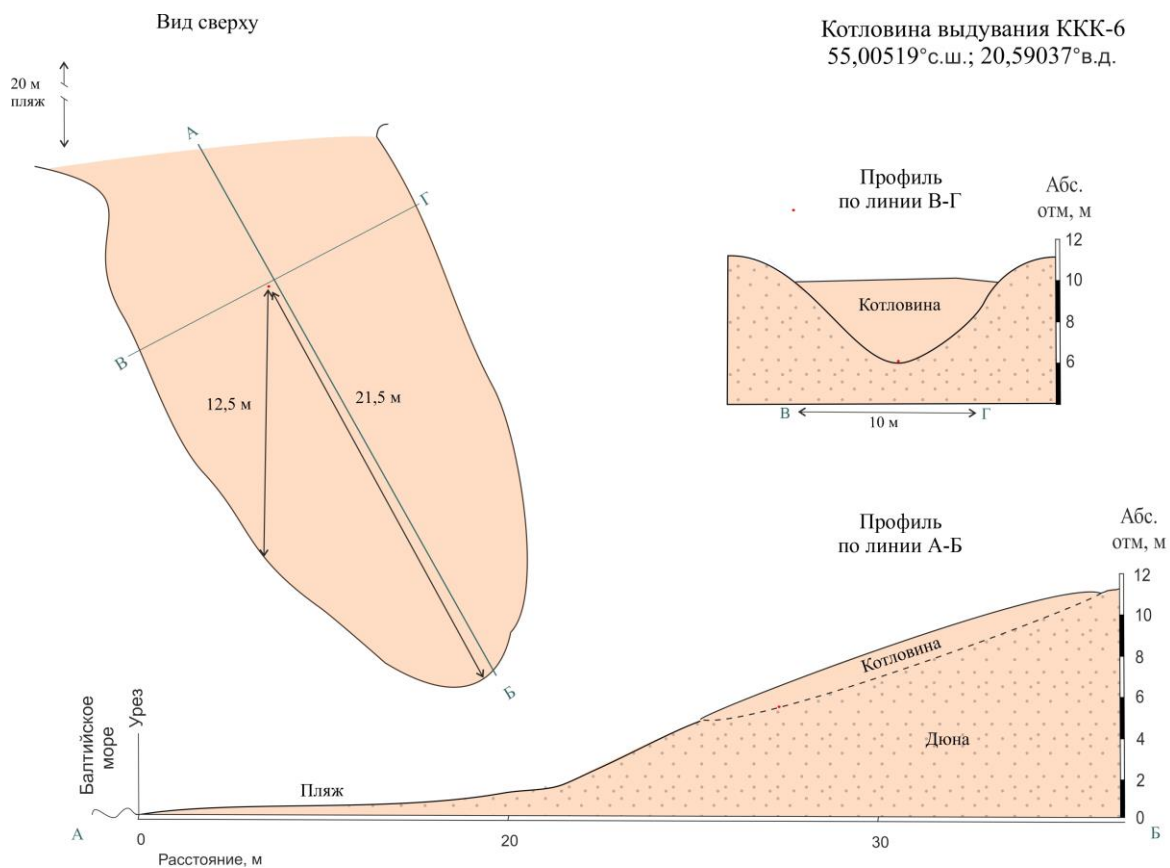 Вид сверху
Котловина выдувания ККК-6
55,00519°с.ш.; 20,59037°в.д.
20 м
пляж
А
Г
В
12,5 м
21,5 м
Б
Профиль
по линии В-Г
Абс.
отм, м
12
10
8
6
Котловина
В
Г
10 м
Профиль
по линии А-Б
Абс.
отм, м
12
10
8
6
4
2
0
Котловина
Дюна
Пляж
Балтийское
море
Урез
А
0
20
30
Б
Расстояние, м